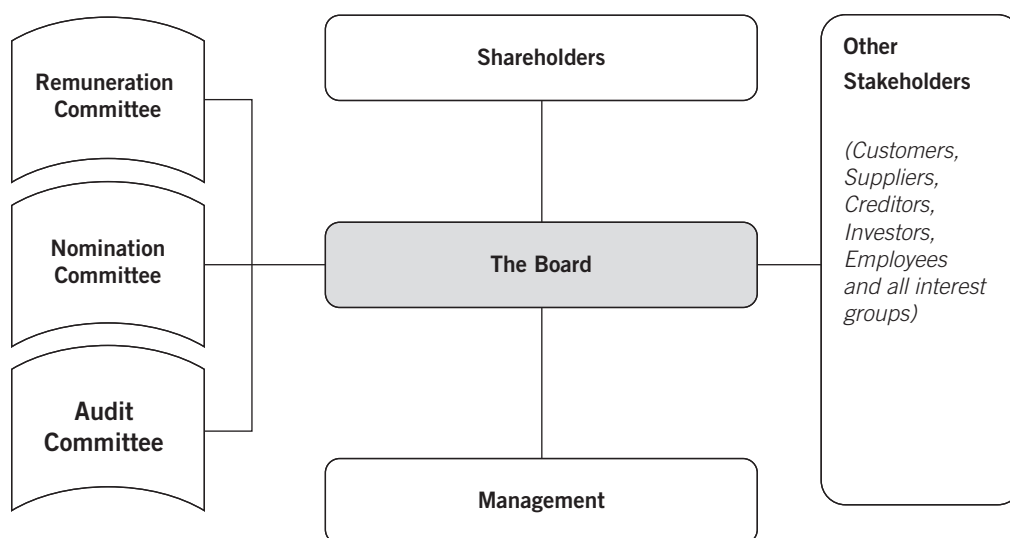 Remuneration
Committee
Nomination
Committee
Audit
Committee
Shareholders
The Board
Management
Other
Stakeholders
(Customers,
Suppliers,
Creditors,
Investors,
Employees
and all interest
groups)